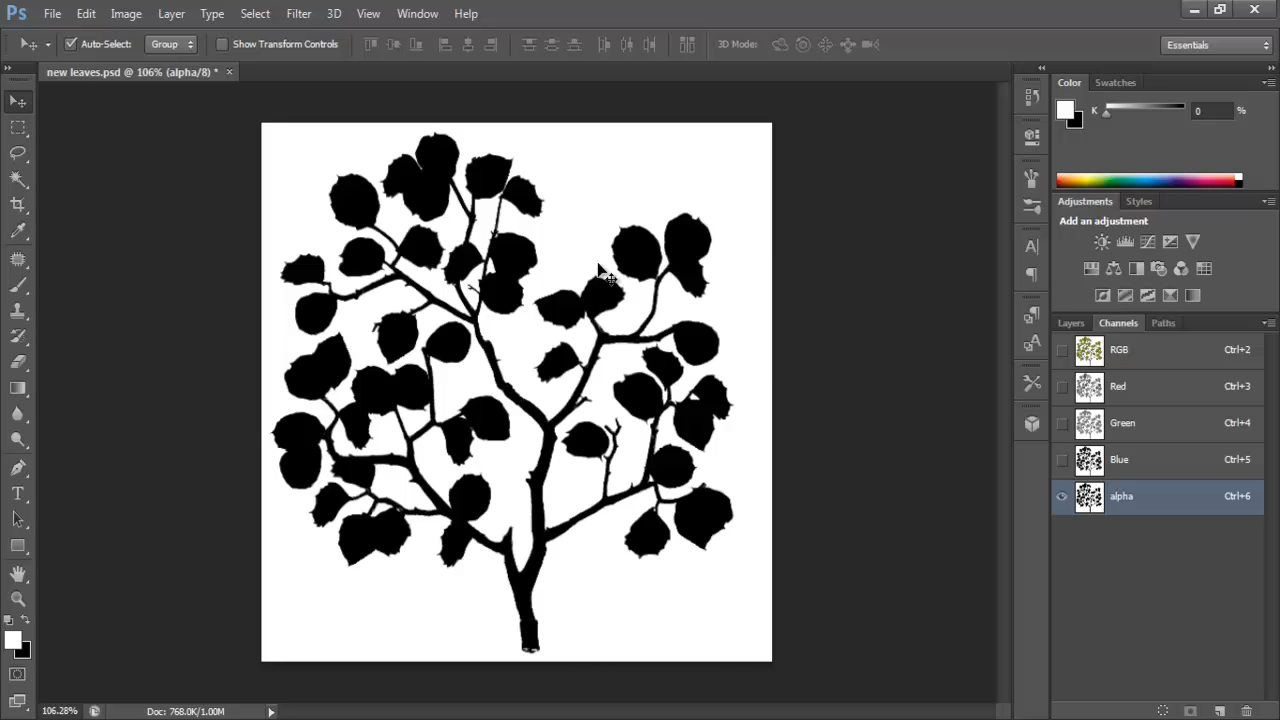 Ps File Edit Image Layer Type Select Filter 3D View Window Help
Auto-Select: Group Show Transform Controls 3D Mode: Essentials
new leaves.psd @ 106% (alpha/8) * ×
Color Swatches
K 0 %
Adjustments Styles
Add an adjustment
Layers Channels Paths
RGB Ctrl+2
Red Ctrl+3
Green Ctrl+4
Blue Ctrl+5
alpha Ctrl+6
106.28% Doc: 768.0K/1.00M